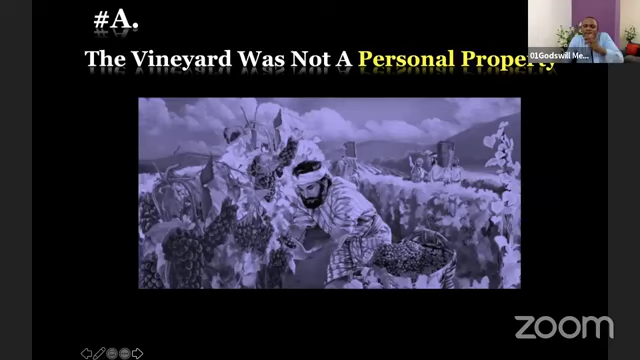 #A.
The Vineyard Was Not A Personal Property
01Godswill Me...
zoom